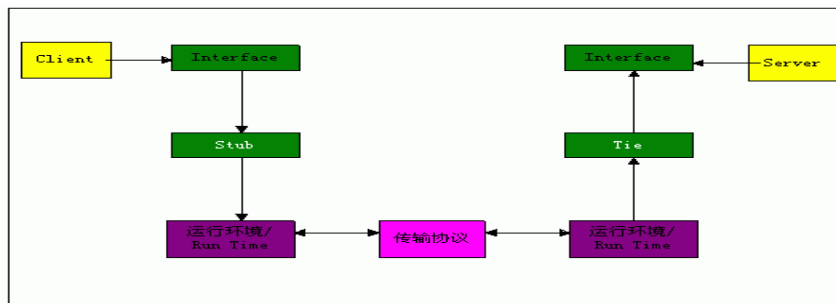 Client
Interface
Interface
Server
Stub
Tie
运行环境/
Run Time
传输协议
运行环境/
Run Time